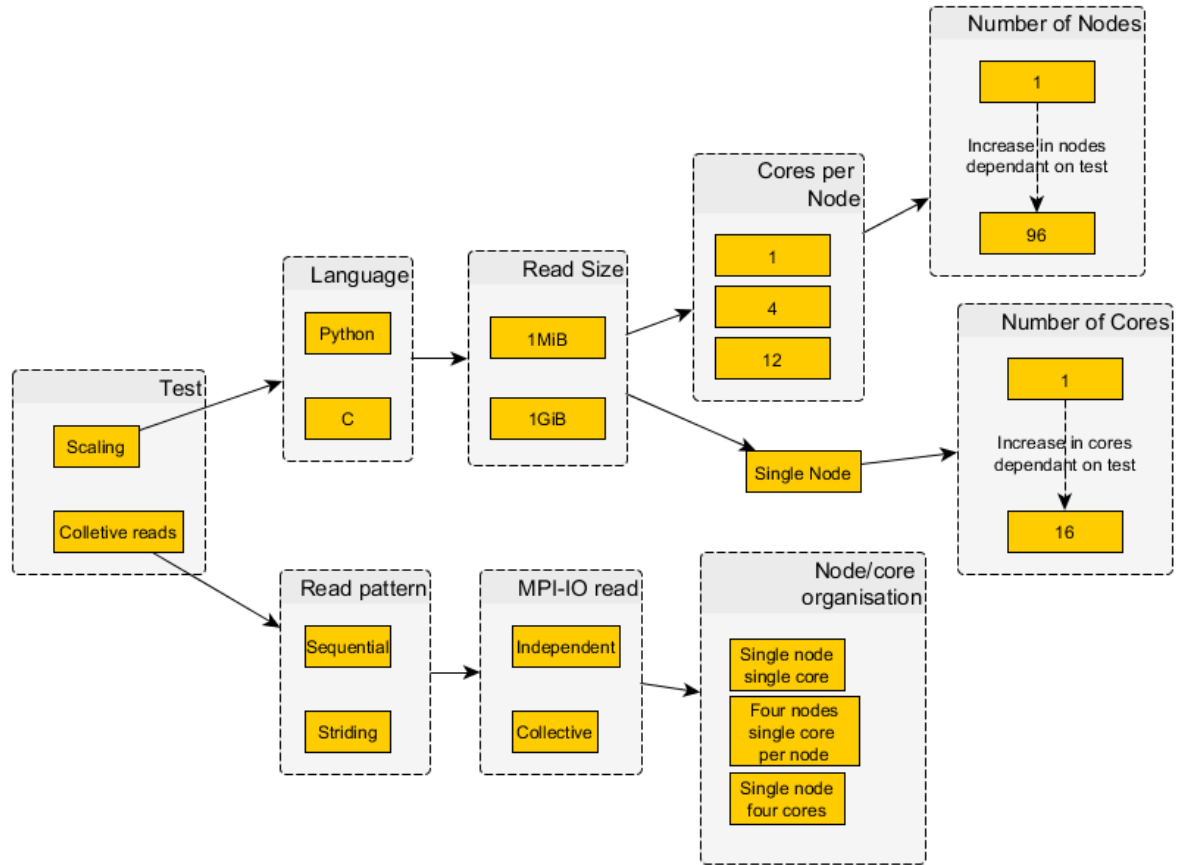 Test
Scaling
Colletive reads
Language
Python
C
Read Size
1MiB
1GiB
Cores per
Node
1
4
12
Number of Nodes
1
Increase in nodes
dependant on test
96
Single Node
Number of Cores
1
Increase in cores
dependant on test
16
Read pattern
Sequential
Striding
MPI-IO read
Independent
Collective
Node/core
organisation
Single node
single core
Four nodes
single core
per node
Single node
four cores